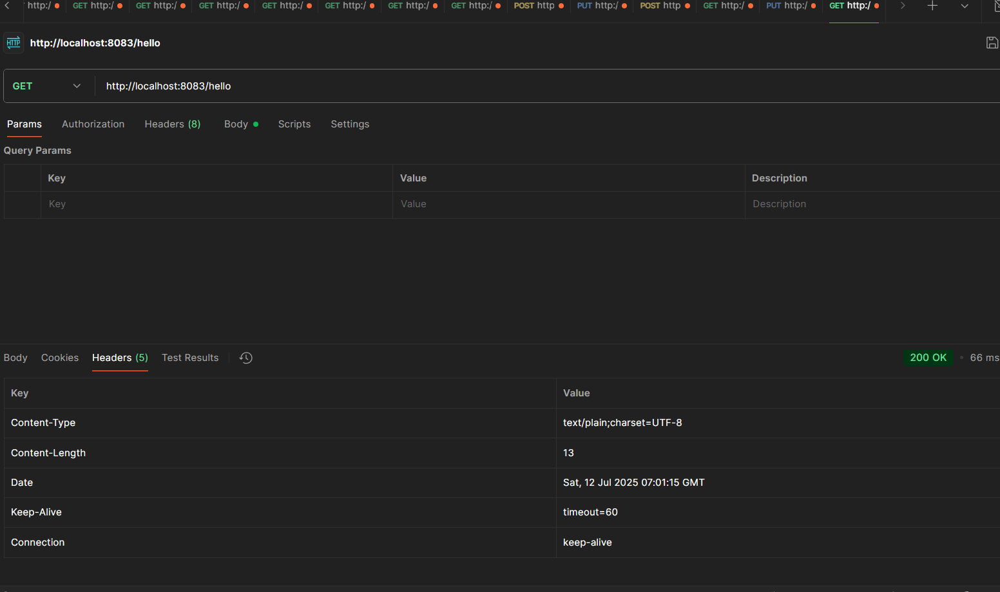 http:/ GET http:/ GET http:/ GET http:/ GET http:/ GET http:/ GET http:/ GET http:/ POST http PUT http:/ POST http GET http:/ PUT http:/ GET http:/
HTTP http://localhost:8083/hello
GET http://localhost:8083/hello
Params Authorization Headers (8) Body Scripts Settings
Query Params
Key Value Description
Key Value Description
Body Cookies Headers (5) Test Results 200 OK • 66 ms
Key Value
Content-Type text/plain;charset=UTF-8
Content-Length 13
Date Sat, 12 Jul 2025 07:01:15 GMT
Keep-Alive timeout=60
Connection keep-alive